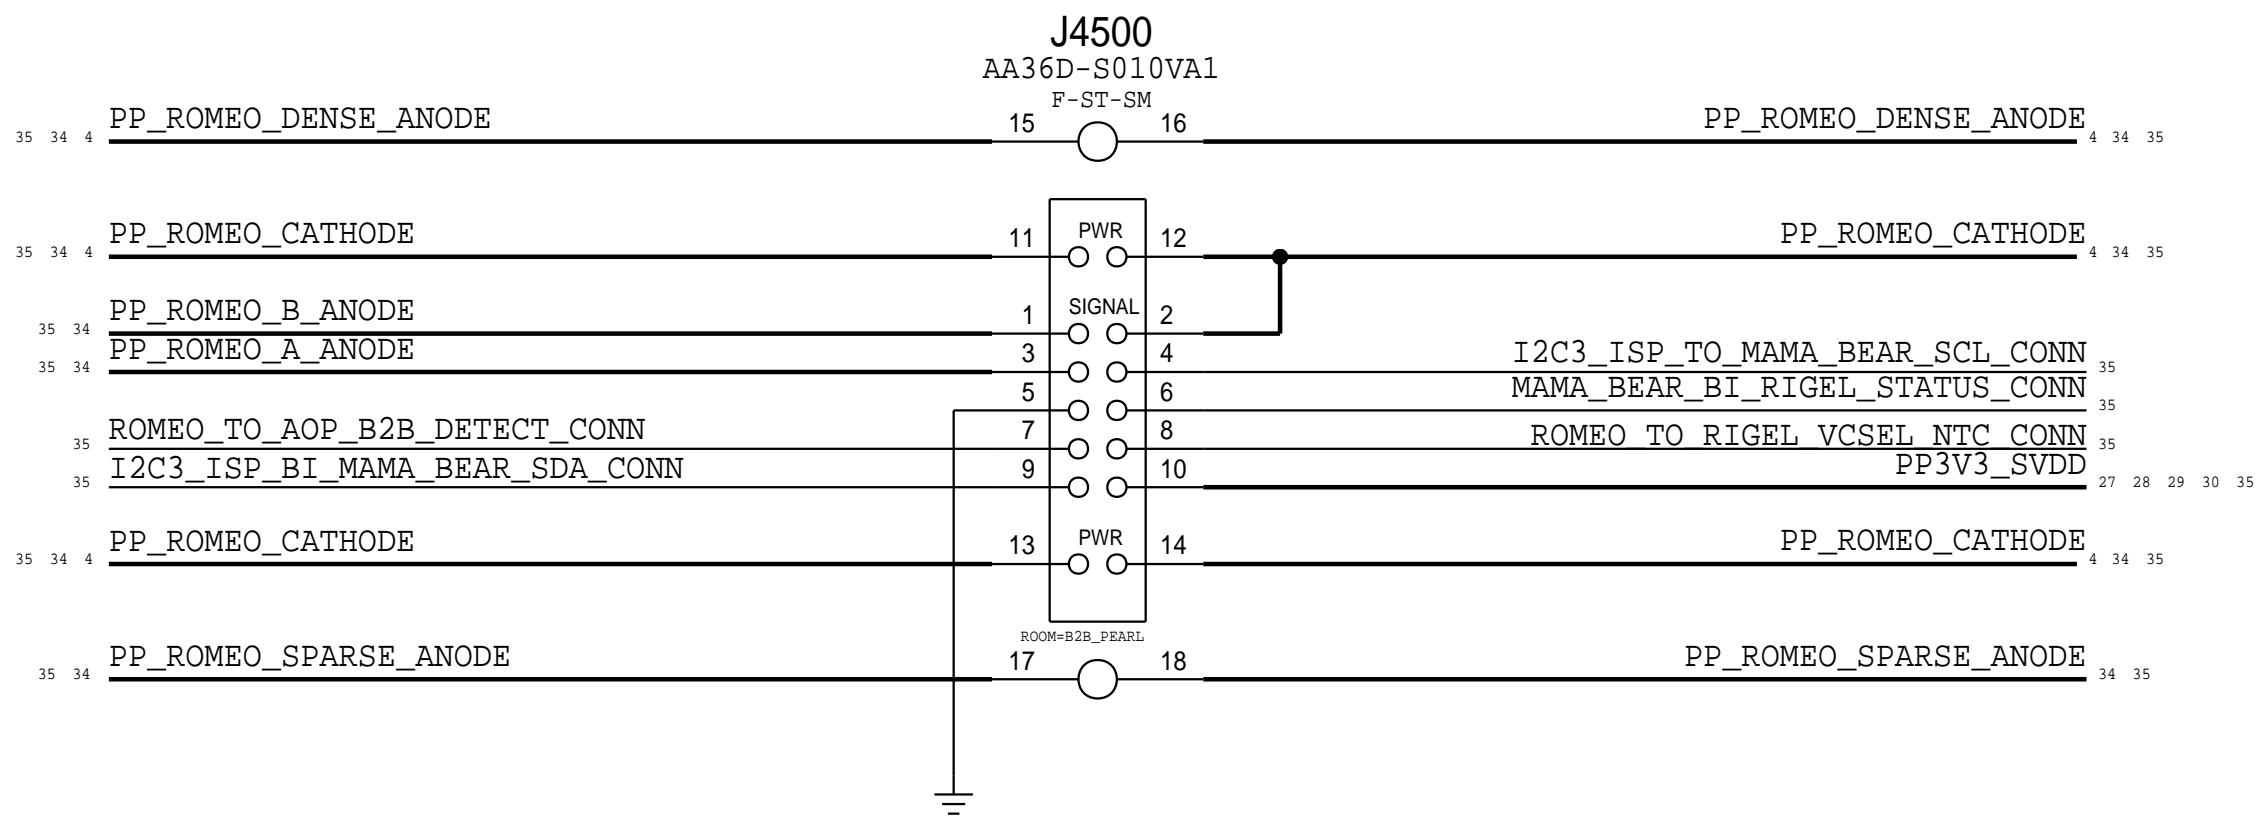 J4500
AA36D-S010VA1
F-ST-SM
35 34 4 PP_ROMEO_DENSE_ANODE 15 16 PP_ROMEO_DENSE_ANODE 4 34 35
PWR
35 34 4 PP_ROMEO_CATHODE 11 12 PP_ROMEO_CATHODE 4 34 35
SIGNAL
35 34 PP_ROMEO_B_ANODE 1 2
35 34 PP_ROMEO_A_ANODE 3 4 I2C3_ISP_TO_MAMA_BEAR_SCL_CONN 35
5 6 MAMA_BEAR_BI_RIGEL_STATUS_CONN 35
35 ROMEO_TO_AOP_B2B_DETECT_CONN 7 8 ROMEO_TO_RIGEL_VCSEL_NTC_CONN 35
35 I2C3_ISP_BI_MAMA_BEAR_SDA_CONN 9 10 PP3V3_SVDD 27 28 29 30 35
PWR
35 34 4 PP_ROMEO_CATHODE 13 14 PP_ROMEO_CATHODE 4 34 35
ROOM=B2B_PEARL
35 34 PP_ROMEO_SPARSE_ANODE 17 18 PP_ROMEO_SPARSE_ANODE 34 35